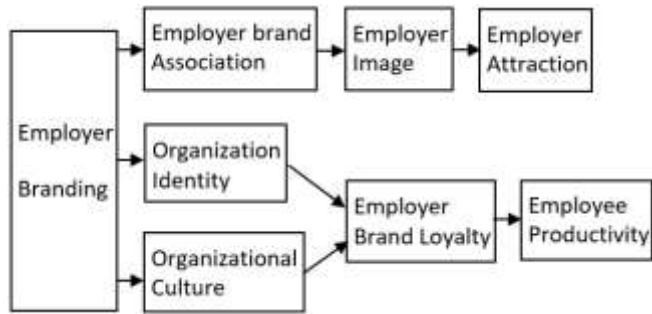 Employer
Branding
Employer brand
Association
Employer
Image
Employer
Attraction
Organization
Identity
Organizational
Culture
Employer
Brand Loyalty
Employee
Productivity